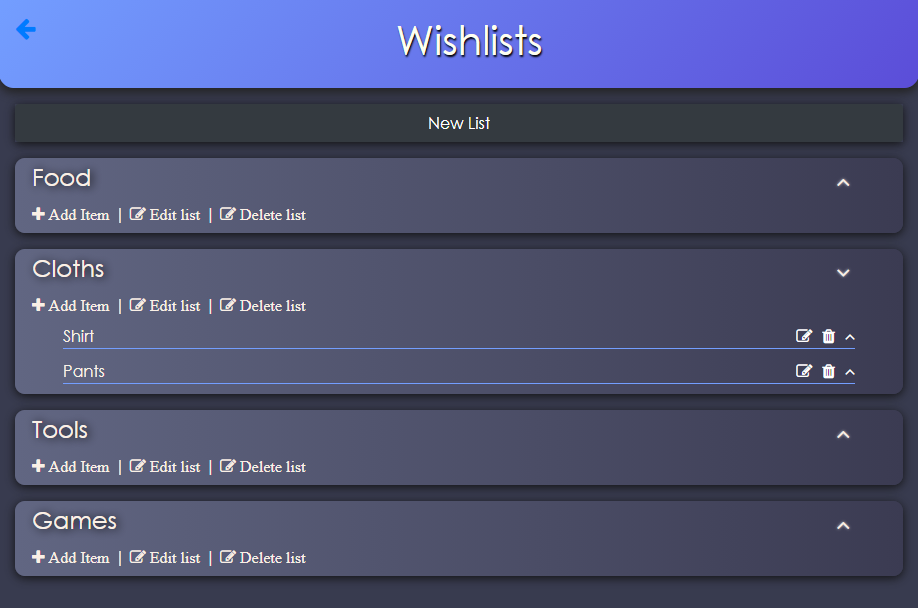 Wishlists
New List
Food
Add Item | Edit list | Delete list
Cloths
Add Item | Edit list | Delete list
Shirt
Pants
Tools
Add Item | Edit list | Delete list
Games
Add Item | Edit list | Delete list